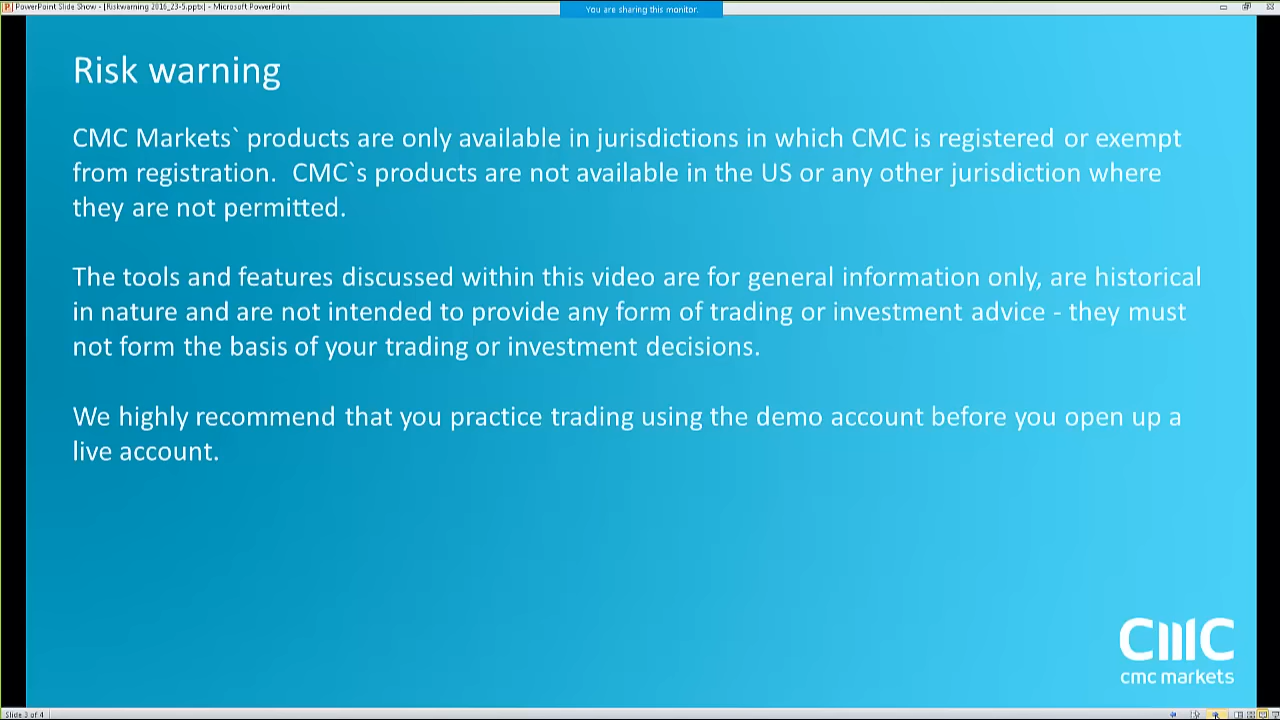 PowerPoint Slide Show - [Riskwarning 2016_23-5.pptx] - Microsoft PowerPoint
You are sharing this monitor.
Risk warning
CMC Markets` products are only available in jurisdictions in which CMC is registered or exempt
from registration.  CMC`s products are not available in the US or any other jurisdiction where
they are not permitted.
The tools and features discussed within this video are for general information only, are historical
in nature and are not intended to provide any form of trading or investment advice - they must
not form the basis of your trading or investment decisions.
We highly recommend that you practice trading using the demo account before you open up a
live account.
CMC
cmc markets
Slide 3 of 4